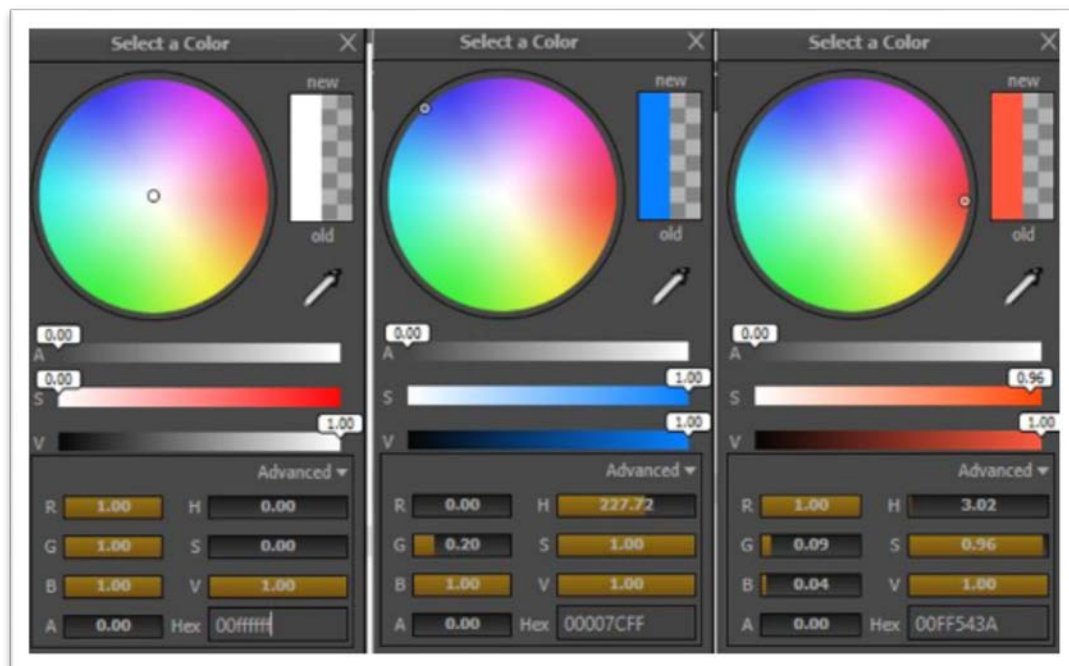 Select a Color
new
old
0.00
A
0.00
S
1.00
V
Advanced
R 1.00 H 0.00
G 1.00 S 0.00
B 1.00 V 1.00
A 0.00 Hex 00ffffff
Select a Color
new
old
0.00
A
1.00
S
1.00
V
Advanced
R 0.00 H 227.72
G 0.20 S 1.00
B 1.00 V 1.00
A 0.00 Hex 00007CFF
Select a Color
new
old
0.00
A
0.96
S
1.00
V
Advanced
R 1.00 H 3.02
G 0.09 S 0.96
B 0.04 V 1.00
A 0.00 Hex 00FF543A